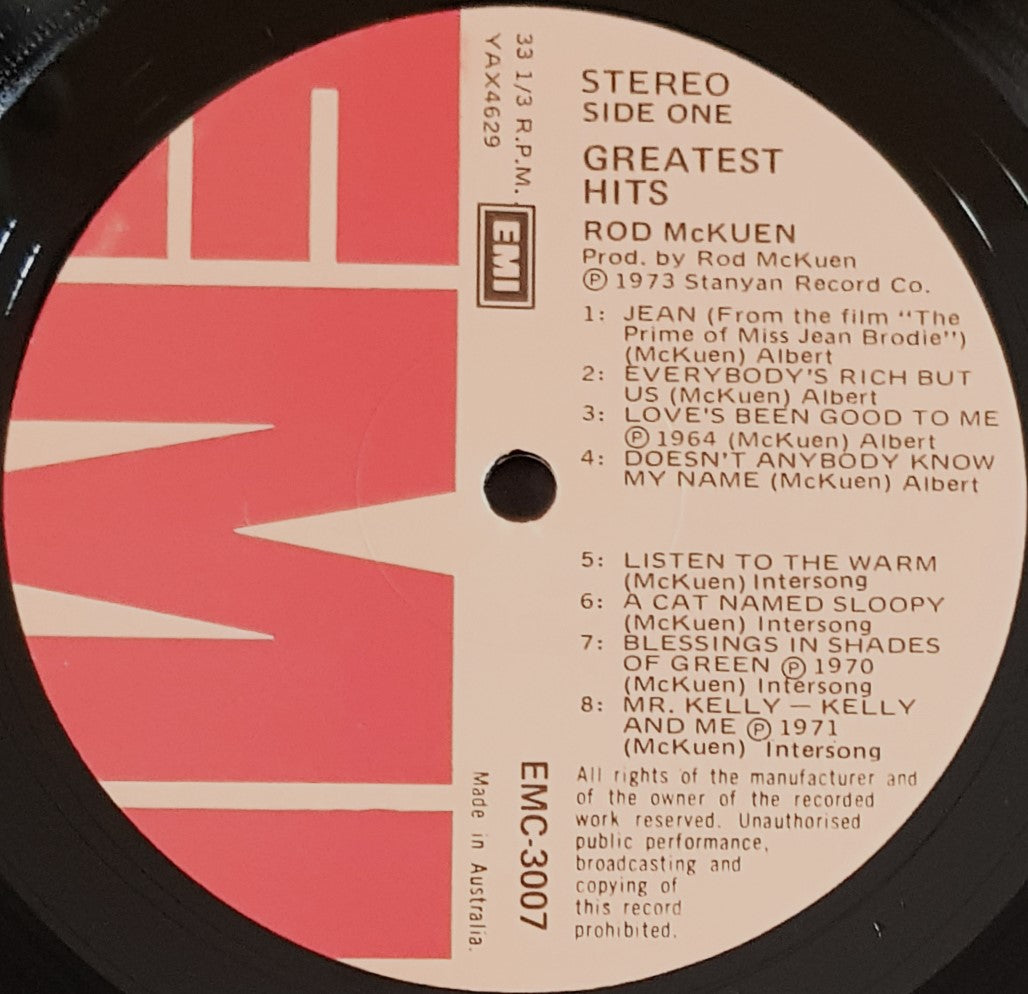 33 1/3 R.P.M.
YAX4629
EMI
STEREO
SIDE ONE
GREATEST
HITS
ROD McKUEN
Prod. by Rod McKuen
Ⓟ 1973 Stanyan Record Co.
1: JEAN (From the film "The
Prime of Miss Jean Brodie")
(McKuen) Albert
2: EVERYBODY'S RICH BUT
US (McKuen) Albert
3: LOVE'S BEEN GOOD TO ME
Ⓟ 1964 (McKuen) Albert
4: DOESN'T ANYBODY KNOW
MY NAME (McKuen) Albert
5: LISTEN TO THE WARM
(McKuen) Intersong
6: A CAT NAMED SLOOPY
(McKuen) Intersong
7: BLESSINGS IN SHADES
OF GREEN Ⓟ 1970
(McKuen) Intersong
8: MR. KELLY — KELLY
AND ME Ⓟ 1971
(McKuen) Intersong
All rights of the manufacturer and
of the owner of the recorded
work reserved. Unauthorised
public performance,
broadcasting and
copying of
this record
prohibited.
EMC-3007
Made in Australia.
EMI